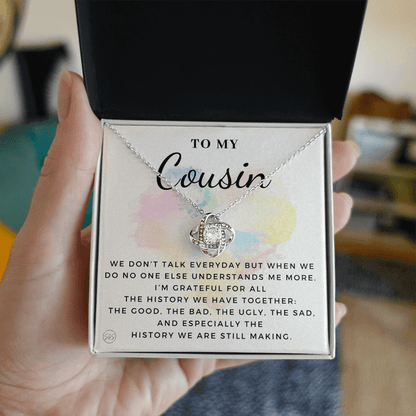 TO MY
Cousin
WE DON'T TALK EVERYDAY BUT WHEN WE
DO NO ONE ELSE UNDERSTANDS ME MORE.
I'M GRATEFUL FOR ALL
THE HISTORY WE HAVE TOGETHER:
THE GOOD, THE BAD, THE UGLY, THE SAD,
AND ESPECIALLY THE
HISTORY WE ARE STILL MAKING.